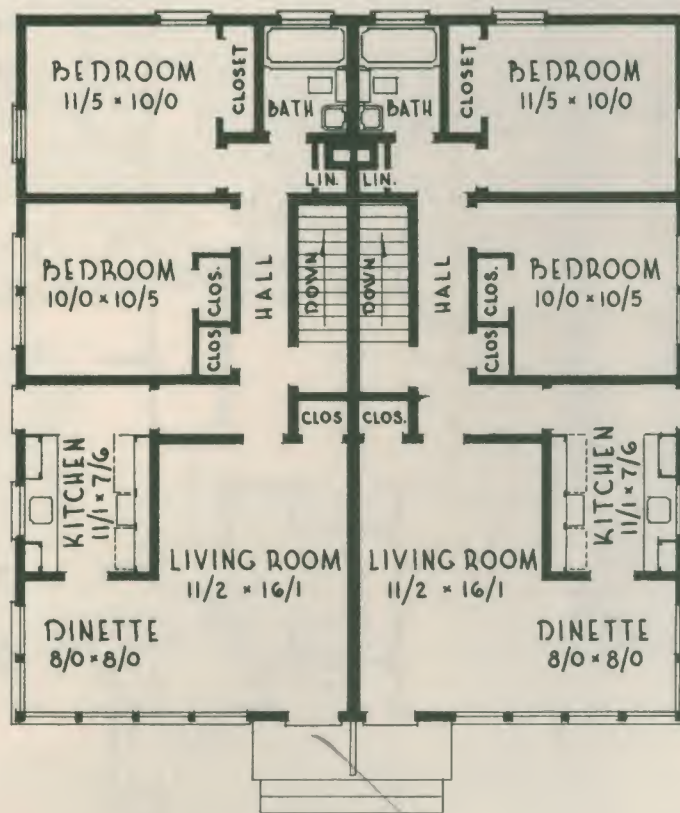 BEDROOM
11/5 × 10/0
CLOSET
BATH
BATH
CLOSET
BEDROOM
11/5 × 10/0
LIN.
LIN.
BEDROOM
10/0 × 10/5
CLOS.
CLOS.
HALL
DOWN
DOWN
HALL
CLOS.
CLOS.
BEDROOM
10/0 × 10/5
CLOS
CLOS.
KITCHEN
11/1 × 7/6
KITCHEN
11/1 × 7/6
LIVING ROOM
11/2 × 16/1
LIVING ROOM
11/2 × 16/1
DINETTE
8/0 × 8/0
DINETTE
8/0 × 8/0